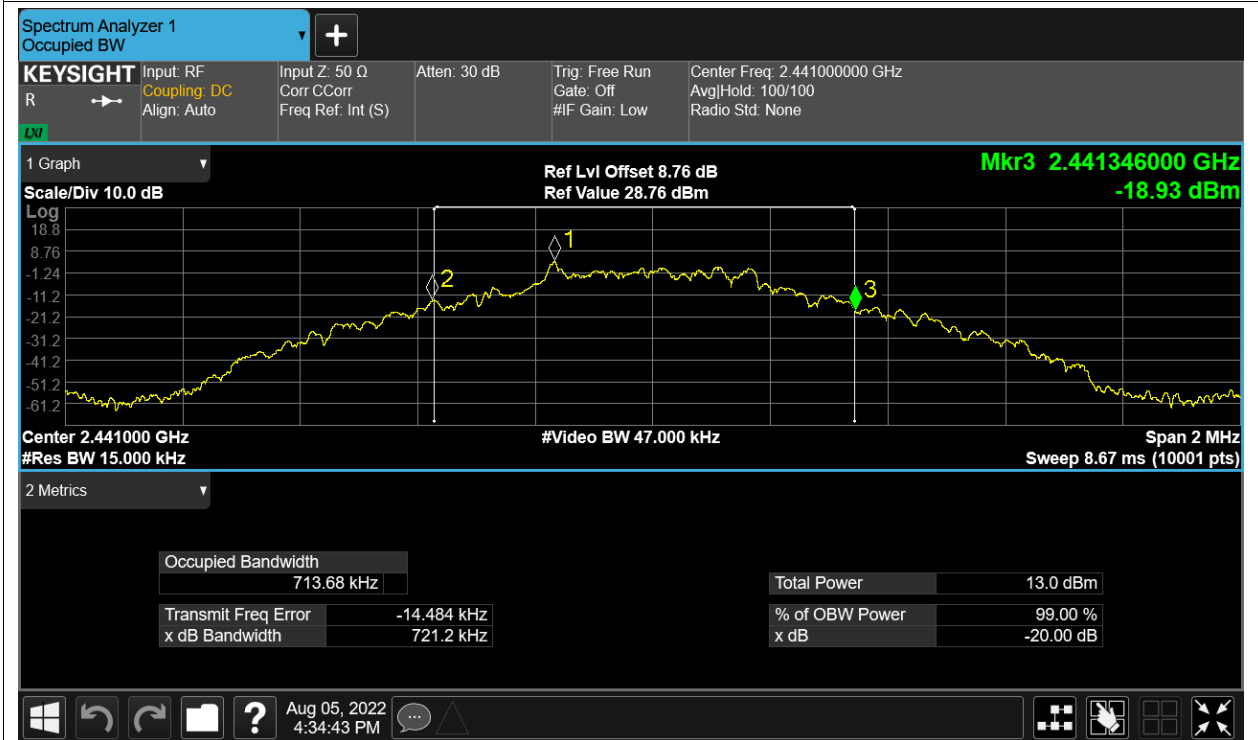 Spectrum Analyzer 1
Occupied BW
KEYSIGHT
R
LXI
Input: RF
Coupling: DC
Align: Auto
Input Z: 50 Ω
Corr CCorr
Freq Ref: Int (S)
Atten: 30 dB
Trig: Free Run
Gate: Off
#IF Gain: Low
Center Freq: 2.441000000 GHz
Avg|Hold: 100/100
Radio Std: None
1 Graph
Scale/Div 10.0 dB
Ref Lvl Offset 8.76 dB
Ref Value 28.76 dBm
Mkr3 2.441346000 GHz
-18.93 dBm
Log
18.8
8.76
-1.24
-11.2
-21.2
-31.2
-41.2
-51.2
-61.2
1
2
3
Center 2.441000 GHz
#Res BW 15.000 kHz
#Video BW 47.000 kHz
Span 2 MHz
Sweep 8.67 ms (10001 pts)
2 Metrics
Occupied Bandwidth
713.68 kHz
Transmit Freq Error -14.484 kHz
x dB Bandwidth 721.2 kHz
Total Power 13.0 dBm
% of OBW Power 99.00 %
x dB -20.00 dB
?
Aug 05, 2022
4:34:43 PM